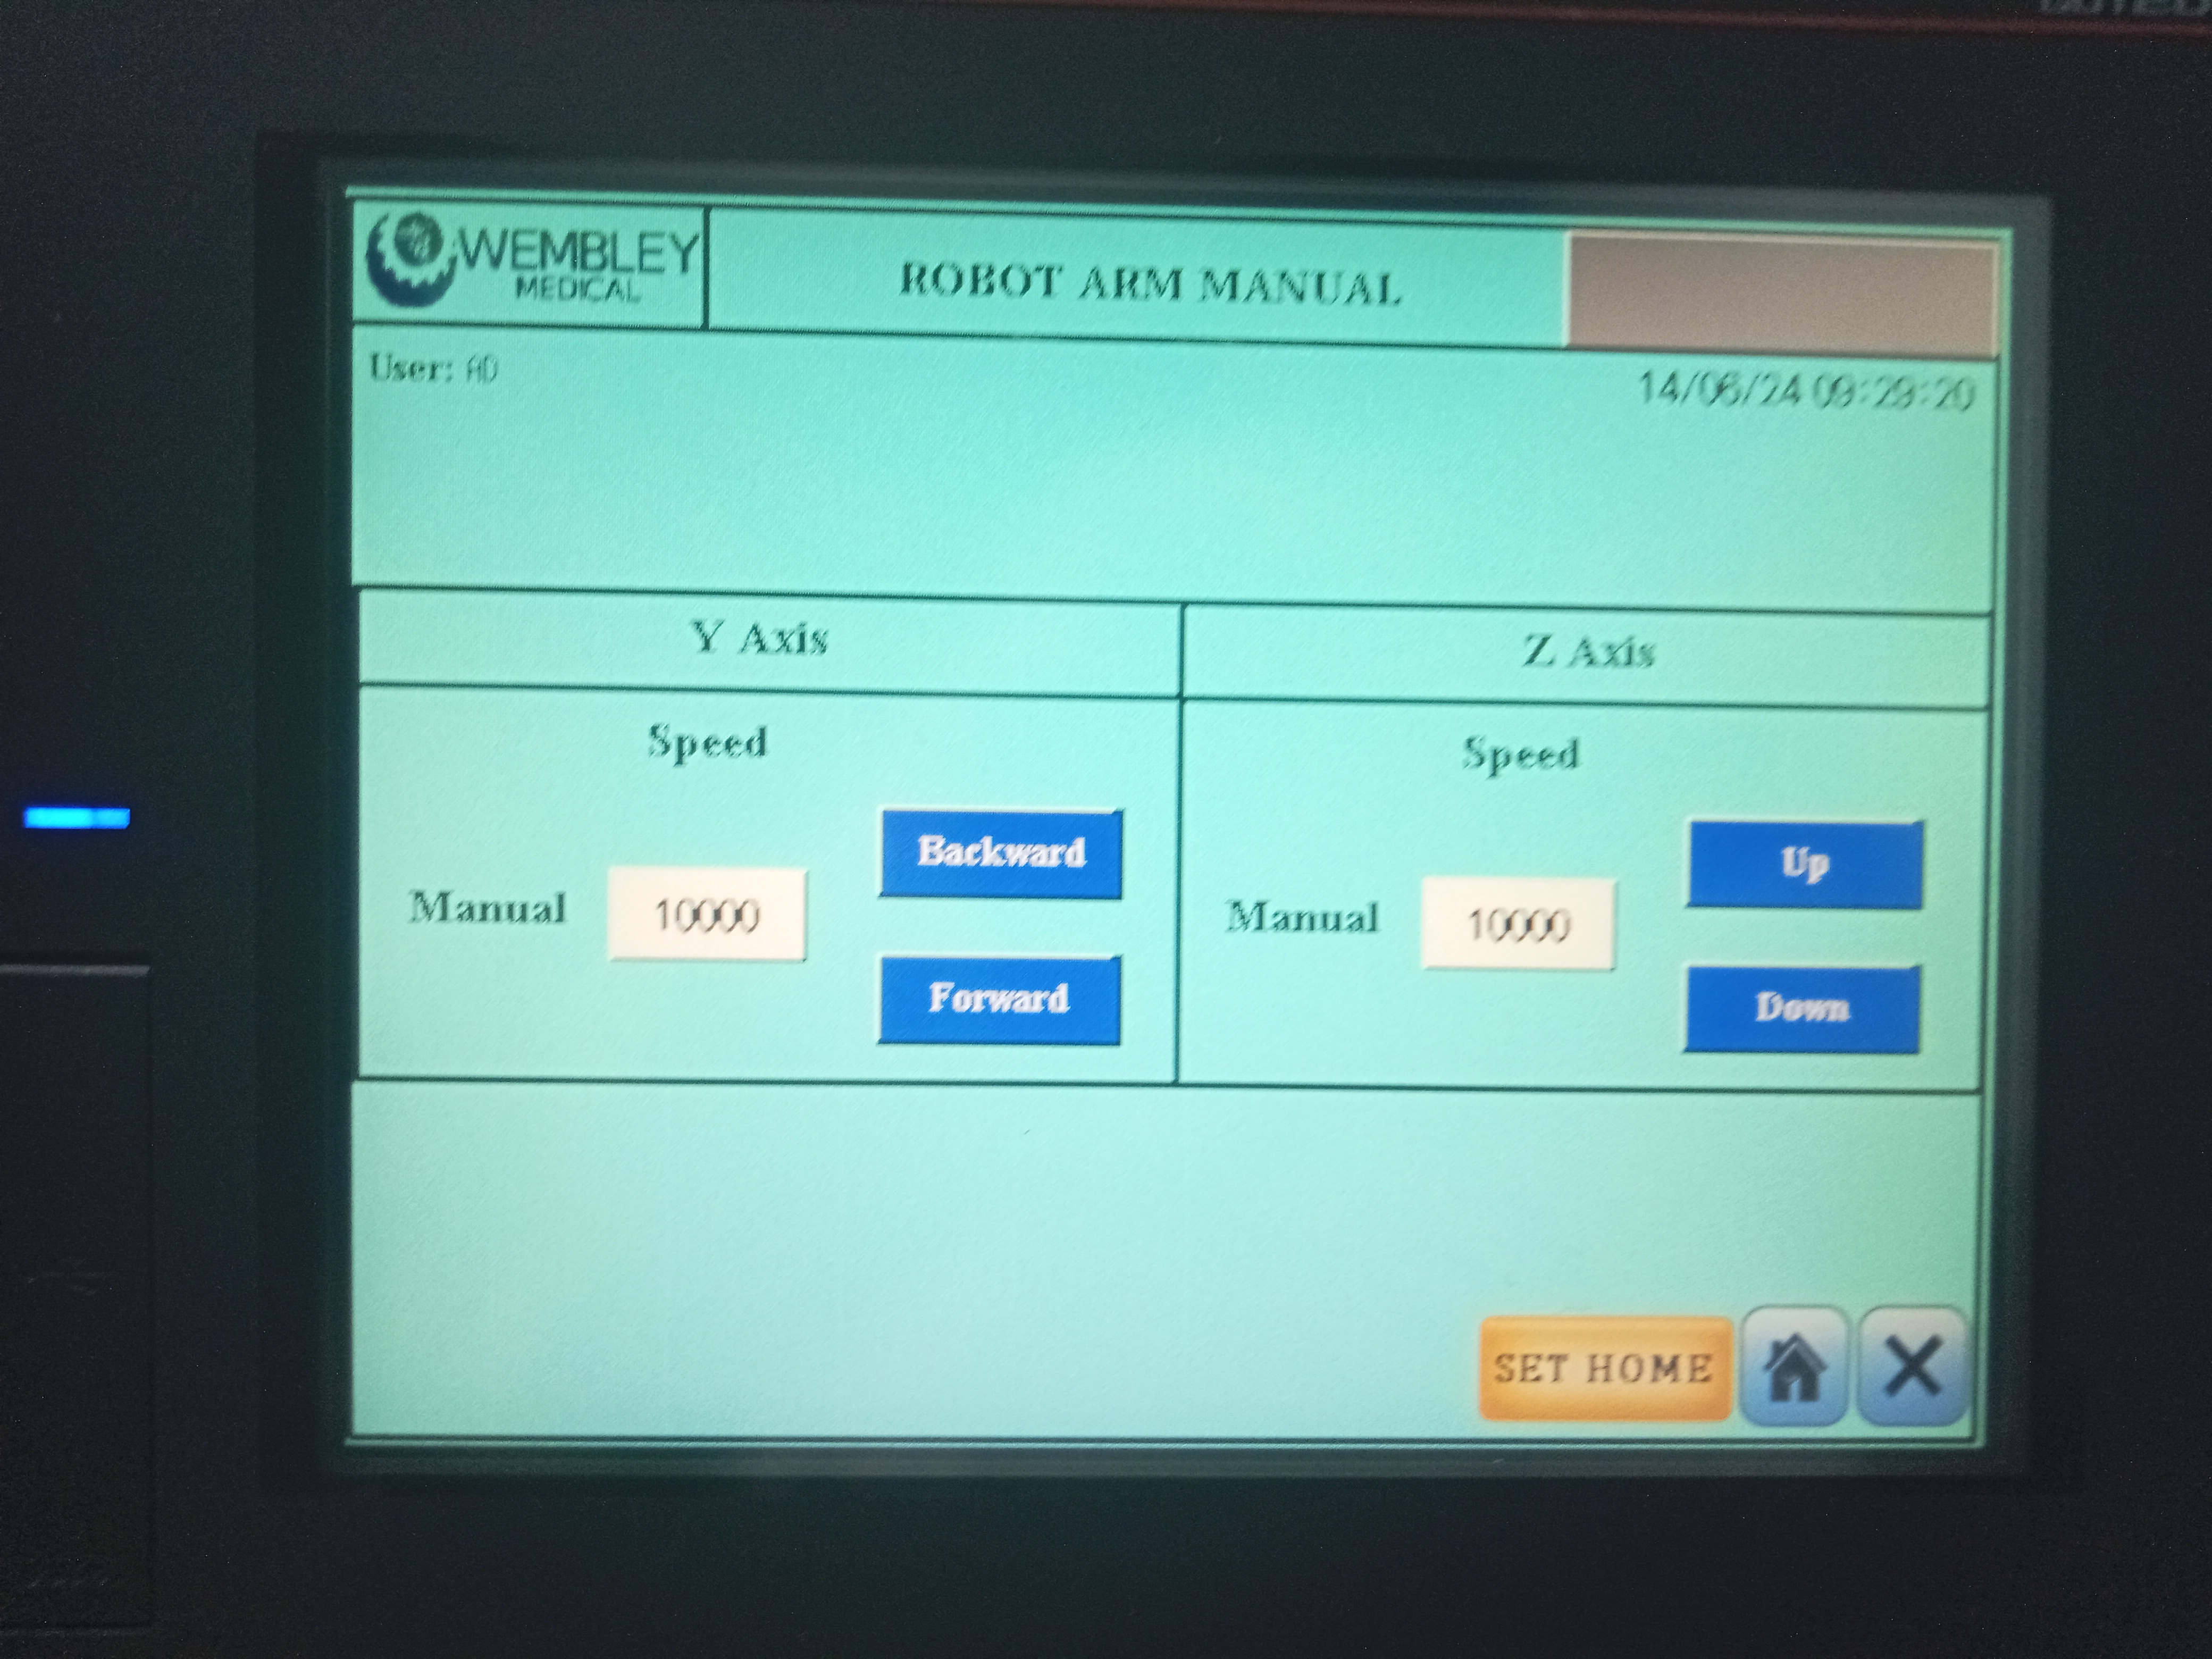 WEMBLEY
MEDICAL
ROBOT ARM MANUAL
User: AD
14/06/24 09:29:20
Y Axis
Z Axis
Speed
Speed
Backward
Up
Manual 10000
Manual 10000
Forward
Down
SET HOME